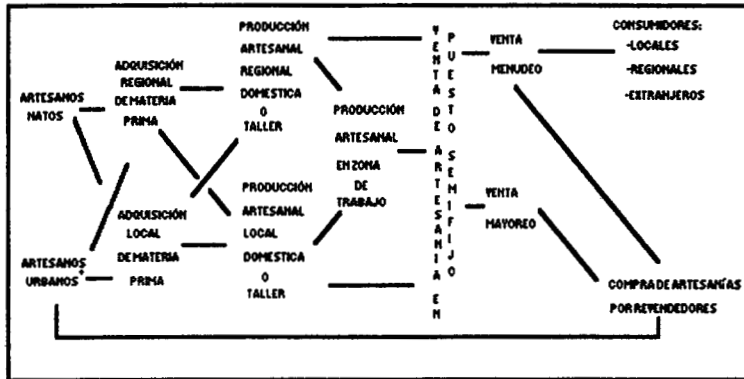 ARTESANOS
NATOS
ARTESANOS
URBANOS+
ADQUISICIÓN
REGIONAL
DE MATERIA
PRIMA
ADQUISICIÓN
LOCAL
DE MATERIA
PRIMA
PRODUCCIÓN
ARTESANAL
REGIONAL
DOMESTICA
O
TALLER
PRODUCCIÓN
ARTESANAL
LOCAL
DOMESTICA
O
TALLER
PRODUCCIÓN
ARTESANAL
EN ZONA
DE
TRABAJO
VENTA DE ARTESANIA EN
PUESTO SEMIFIJO
VENTA
MENUDEO
VENTA
MAYOREO
CONSUMIDORES:
-LOCALES
-REGIONALES
-EXTRANJEROS
COMPRA DE ARTESANÍAS
POR REVENDEDORES